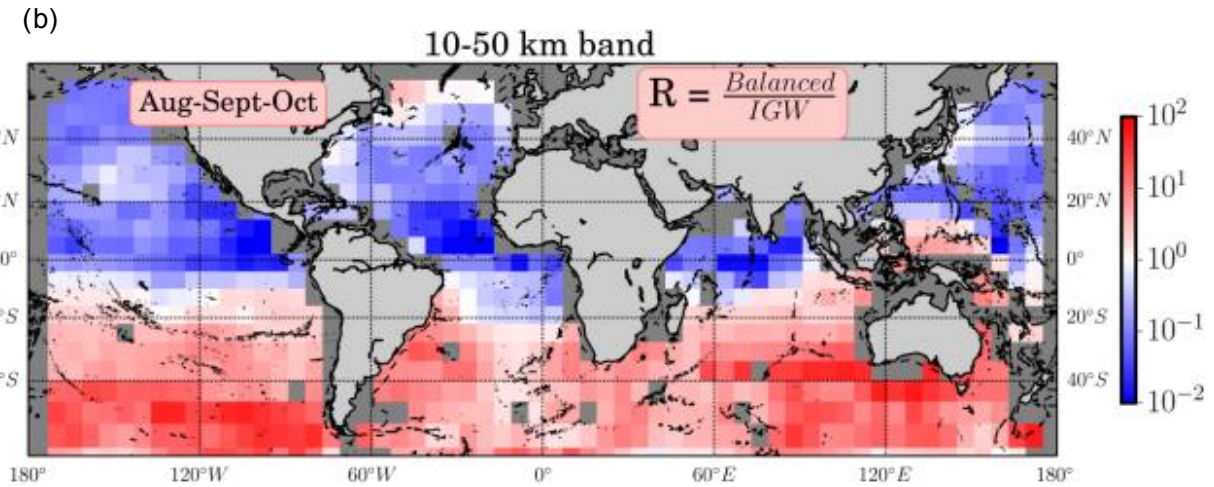 (b)
10-50 km band
Aug-Sept-Oct
R = Balanced / IGW
N 40°N 10^2
N 20°N 10^1
0° 0° 10^0
°S 20°S 10^-1
°S 40°S 10^-2
180° 120°W 60°W 0° 60°E 120°E 180°